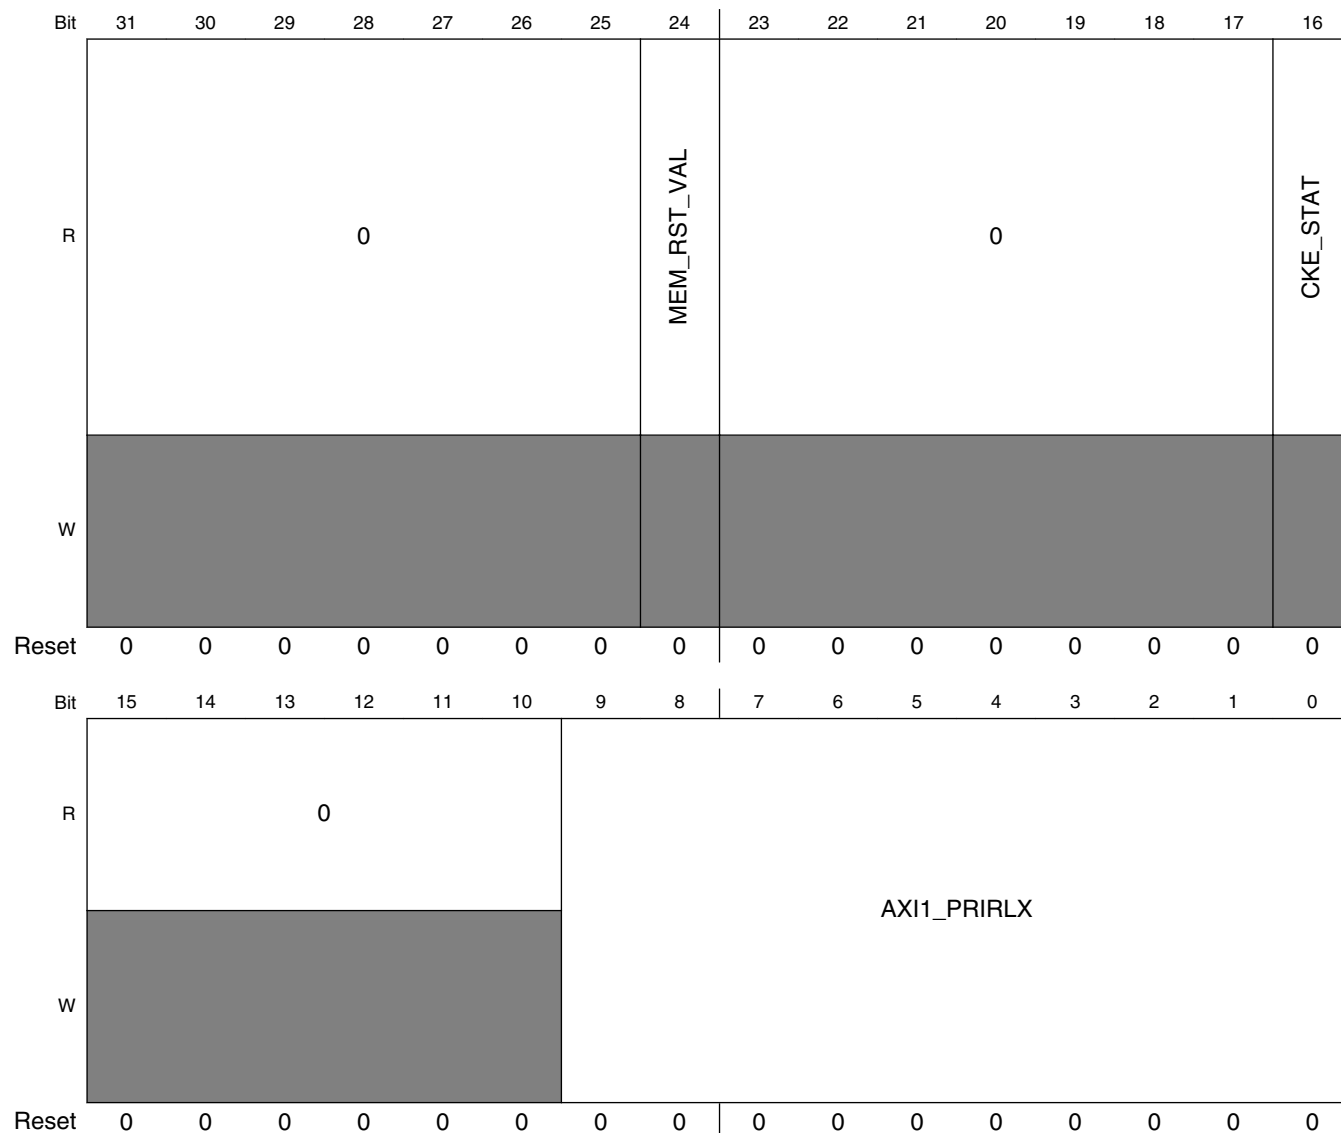 Bit 31 30 29 28 27 26 25 24 23 22 21 20 19 18 17 16
R 0 MEM_RST_VAL 0 CKE_STAT
W
Reset 0 0 0 0 0 0 0 0 0 0 0 0 0 0 0 0
Bit 15 14 13 12 11 10 9 8 7 6 5 4 3 2 1 0
R 0
AXI1_PRIRLX
W
Reset 0 0 0 0 0 0 0 0 0 0 0 0 0 0 0 0